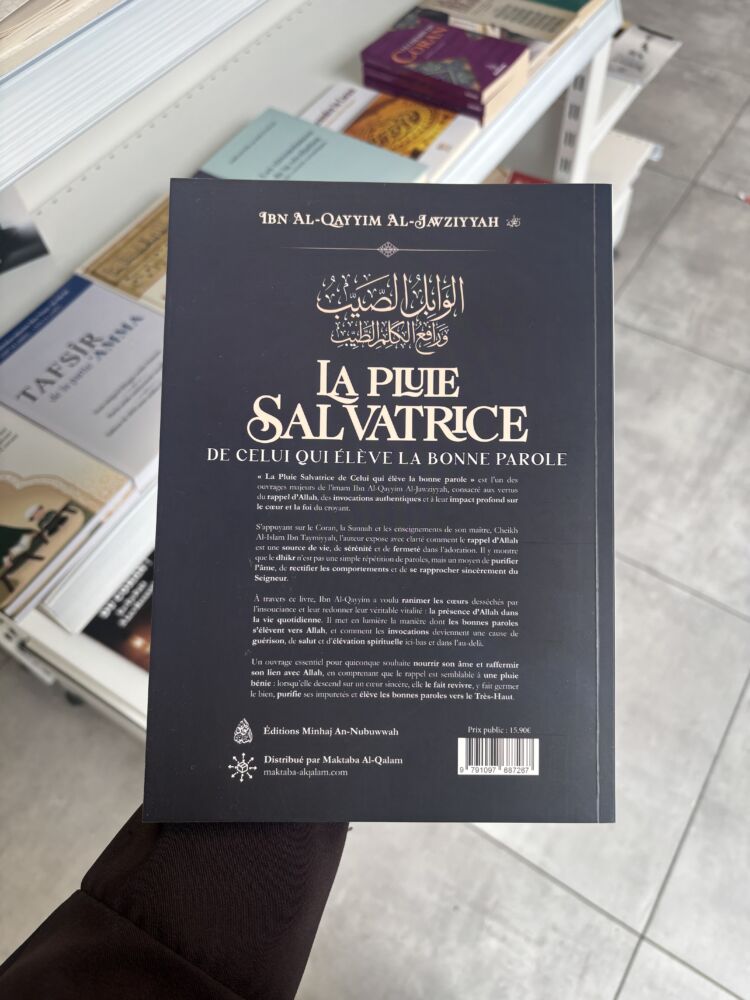 CORAN
TAFSĪR
de la partie 'AMMA
IBN AL-QAYYIM AL-JAWZIYYAH
الوابل الصيب
ورافع الكلم الطيب
LA PLUIE
SALVATRICE
DE CELUI QUI ÉLÈVE LA BONNE PAROLE
« La Pluie Salvatrice de Celui qui élève la bonne parole » est l'un des
ouvrages majeurs de l'imam Ibn Al-Qayyim Al-Jawziyyah, consacré aux vertus
du rappel d'Allah, des invocations authentiques et à leur impact profond sur
le cœur et la foi du croyant.
S'appuyant sur le Coran, la Sunnah et les enseignements de son maître, Cheikh
Al-Islam Ibn Taymiyyah, l'auteur expose avec clarté comment le rappel d'Allah
est une source de vie, de sérénité et de fermeté dans l'adoration. Il y montre
que le dhikr n'est pas une simple répétition de paroles, mais un moyen de purifier
l'âme, de rectifier les comportements et de se rapprocher sincèrement du
Seigneur.
À travers ce livre, Ibn Al-Qayyim a voulu ranimer les cœurs desséchés par
l'insouciance et leur redonner leur véritable vitalité : la présence d'Allah dans
la vie quotidienne. Il met en lumière la manière dont les bonnes paroles
s'élèvent vers Allah, et comment les invocations deviennent une cause de
guérison, de salut et d'élévation spirituelle ici-bas et dans l'au-delà.
Un ouvrage essentiel pour quiconque souhaite nourrir son âme et raffermir
son lien avec Allah, en comprenant que le rappel est semblable à une pluie
bénie : lorsqu'elle descend sur un cœur sincère, elle le fait revivre, y fait germer
le bien, purifie ses impuretés et élève les bonnes paroles vers le Très-Haut.
Éditions Minhaj An-Nubuwwah
Distribué par Maktaba Al-Qalam
maktaba-alqalam.com
Prix public : 15.90€
9 791097 687267